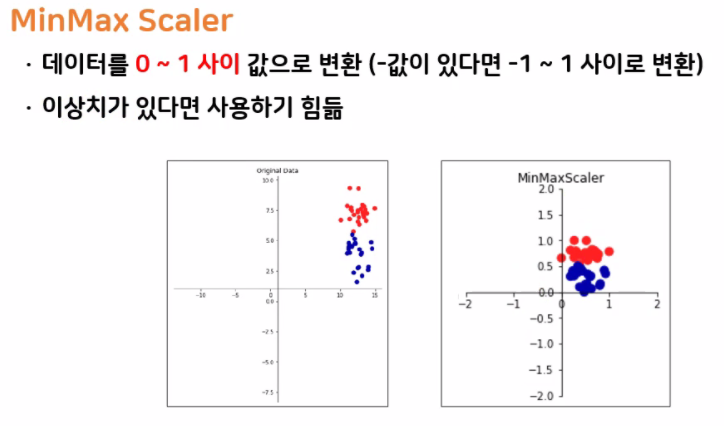 MinMax Scaler
· 데이터를 0 ~ 1 사이 값으로 변환 (-값이 있다면 -1 ~ 1 사이로 변환)
· 이상치가 있다면 사용하기 힘듦
Original Data
10.0
7.5
5.0
2.5
-10 -5 0 5 10 15
0.0
-2.5
-5.0
-7.5
MinMaxScaler
2.0
1.5
1.0
0.5
0.0
-2 -1 0 1 2
-0.5
-1.0
-1.5
-2.0